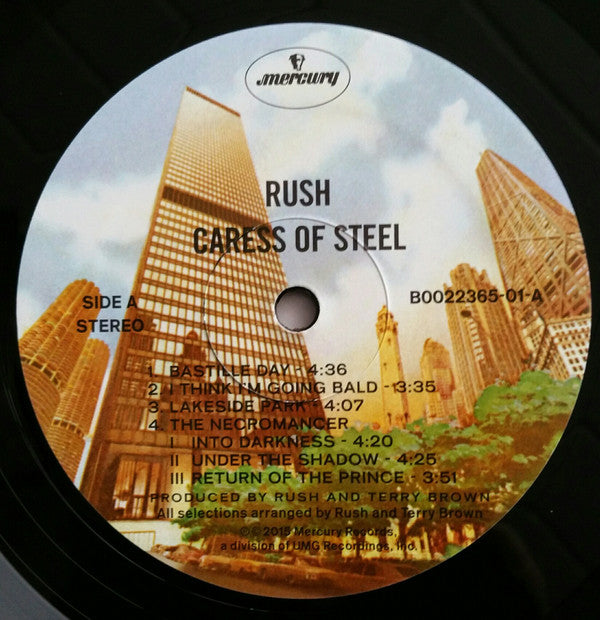 mercury
RUSH
CARESS OF STEEL
SIDE A
STEREO
B0022365-01-A
1. BASTILLE DAY - 4:36
2. I THINK I'M GOING BALD - 3:35
3. LAKESIDE PARK - 4:07
4. THE NECROMANCER
I INTO DARKNESS - 4:20
II UNDER THE SHADOW - 4:25
III RETURN OF THE PRINCE - 3:51
PRODUCED BY RUSH AND TERRY BROWN
All selections arranged by Rush and Terry Brown
℗© 2015 Mercury Records,
a division of UMG Recordings, Inc.